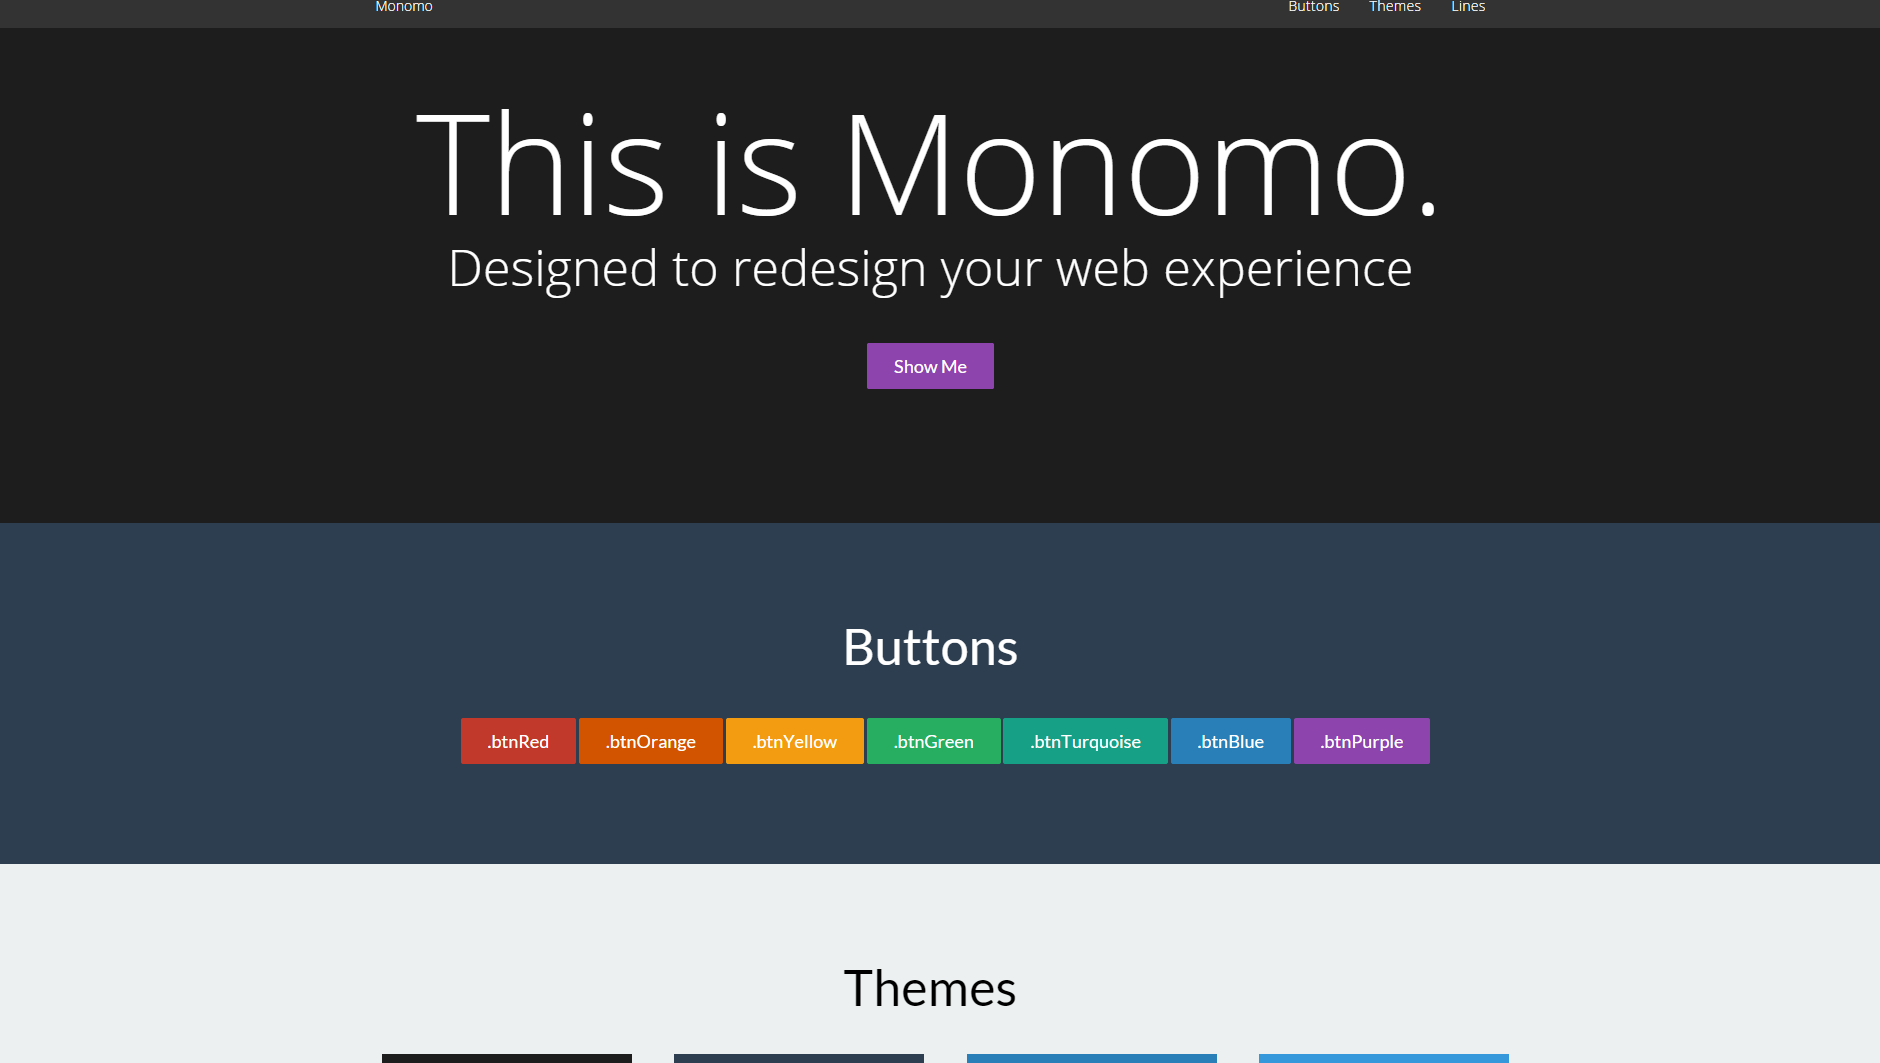 Monomo Buttons Themes Lines
This is Monomo.
Designed to redesign your web experience
Show Me
Buttons
.btnRed .btnOrange .btnYellow .btnGreen .btnTurquoise .btnBlue .btnPurple
Themes